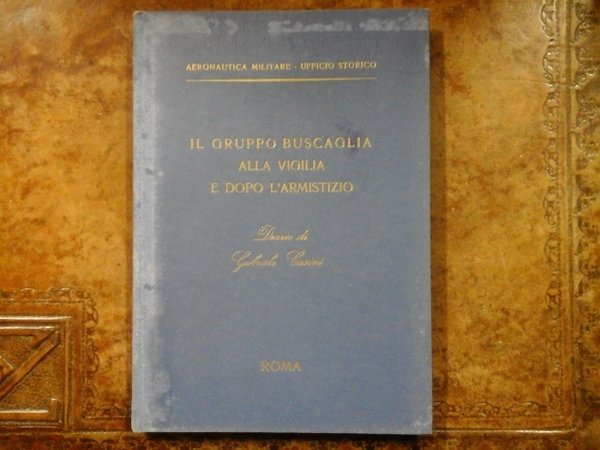 AERONAUTICA MILITARE - UFFICIO STORICO
IL GRUPPO BUSCAGLIA
ALLA VIGILIA
E DOPO L'ARMISTIZIO
Diario di
Gabriele Casini
ROMA